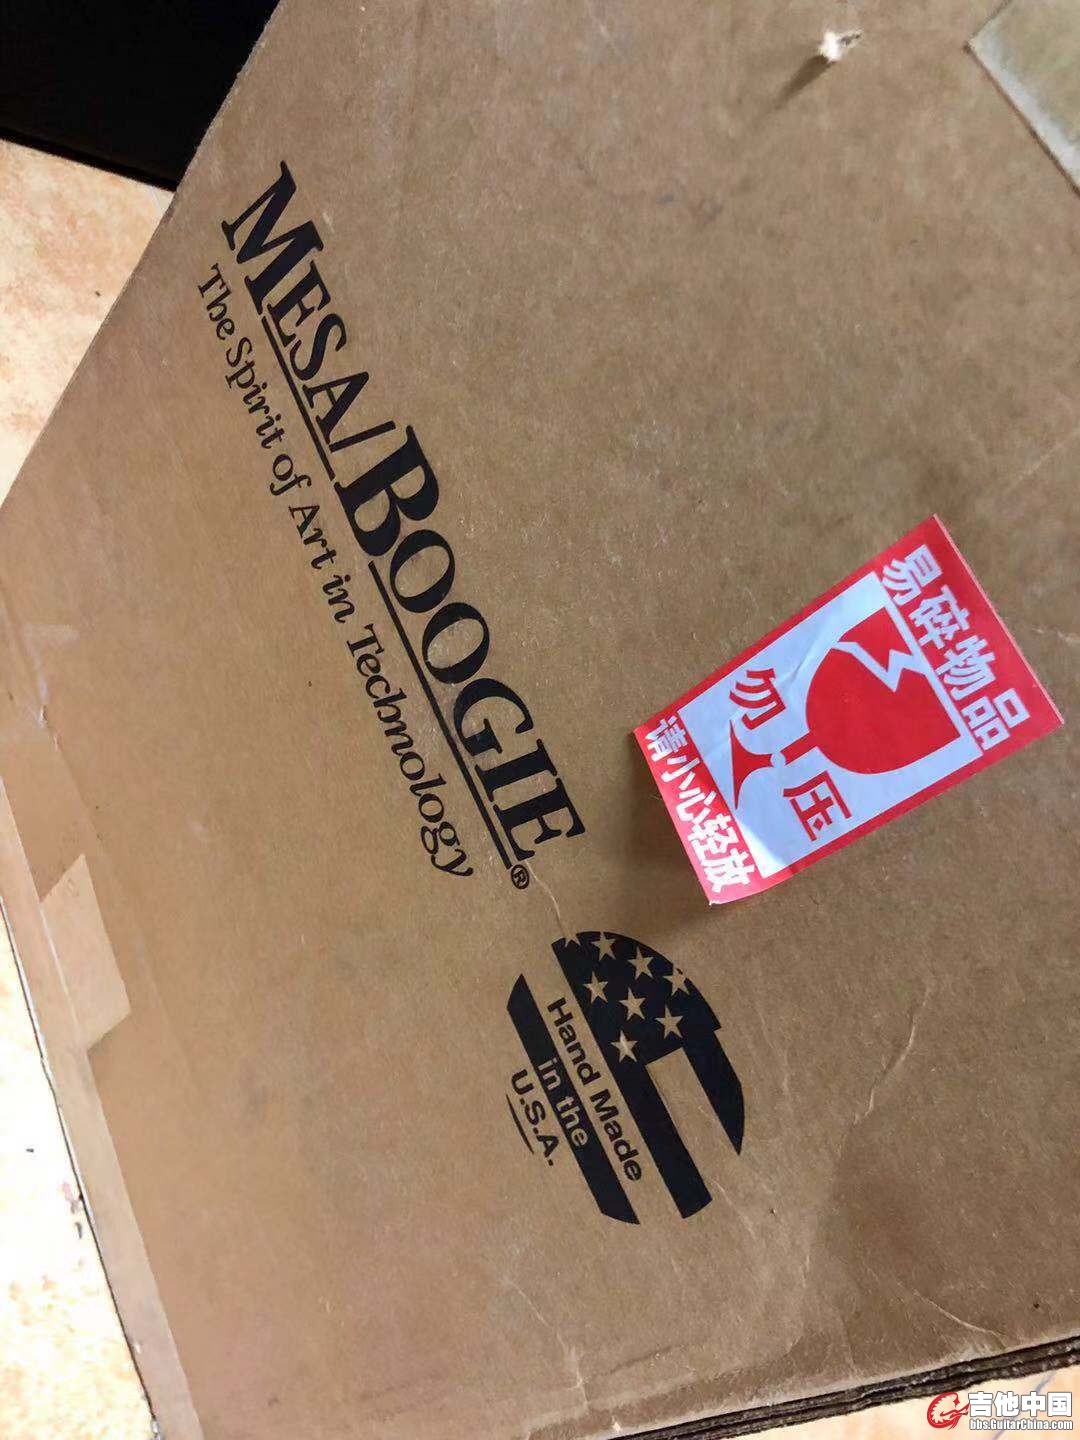 MESA/BOOGIE®
The Spirit of Art in Technology
Hand Made
in the
U.S.A.
易碎物品
勿压
请小心轻放
吉他中国
bbs.GuitarChina.com